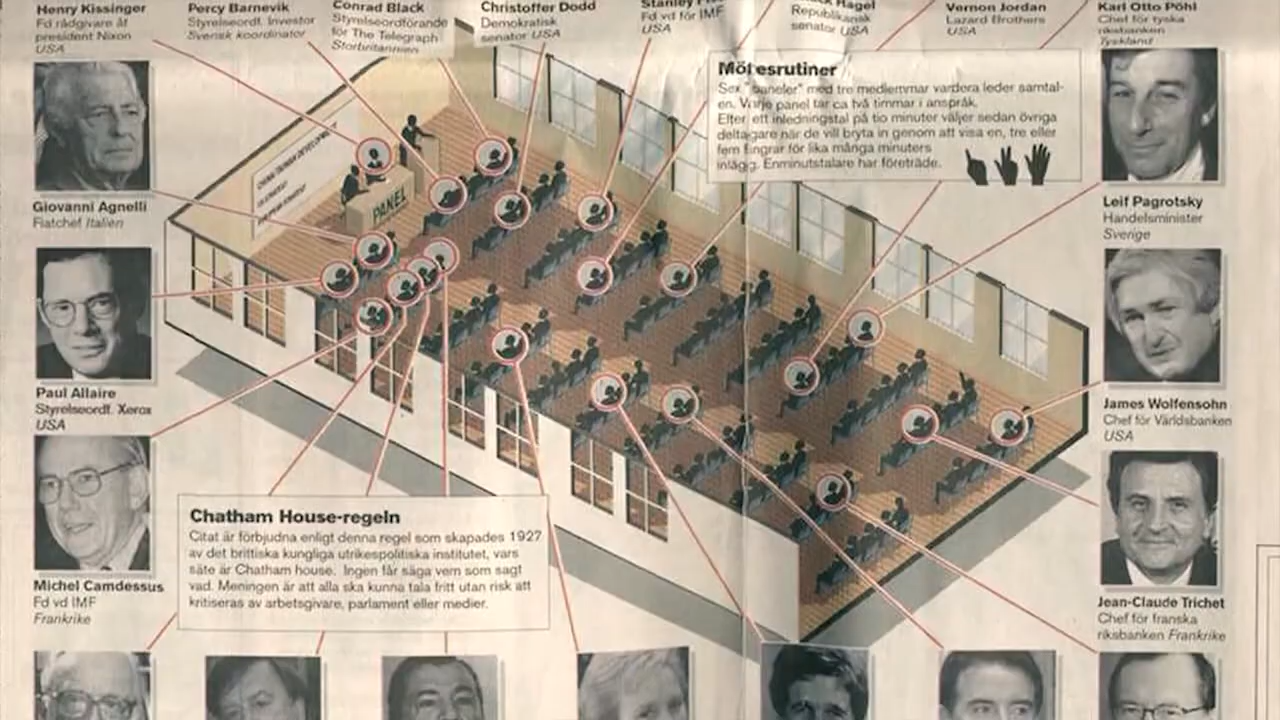 Henry Kissinger
Fd rådgivare åt
president Nixon
USA
Percy Barnevik
Styrelseordf. Investor
Svensk koordinator
Conrad Black
Styrelseordförande
för The Telegraph
Storbritannien
Christoffer Dodd
Demokratisk
senator USA
Stanley
Fd vd för IMF
USA
Hagel
Republikansk
senator USA
Vernon Jordan
Lazard Brothers
USA
Karl Otto Pöhl
Chef för tyska
riksbanken
Tyskland
Mötesrutiner
Sex "paneler" med tre medlemmar vardera leder samtal-
en. Varje panel tar ca två timmar i anspråk.
Efter ett inledningstal på tio minuter väljer sedan övriga
deltagare när de vill bryta in genom att visa en, tre eller
fem fingrar för lika många minuters
inlägg. Enminutstalare har företräde.
PANEL
Giovanni Agnelli
Fiatchef Italien
Leif Pagrotsky
Handelsminister
Sverige
Paul Allaire
Styrelseordf. Xerox
USA
James Wolfensohn
Chef för Världsbanken
USA
Chatham House-regeln
Citat är förbjudna enligt denna regel som skapades 1927
av det brittiska kungliga utrikespolitiska institutet, vars
säte är Chatham house. Ingen får säga vem som sagt
vad. Meningen är att alla ska kunna tala fritt utan risk att
kritiseras av arbetsgivare, parlament eller medier.
Michel Camdessus
Fd vd IMF
Frankrike
Jean-Claude Trichet
Chef för franska
riksbanken Frankrike